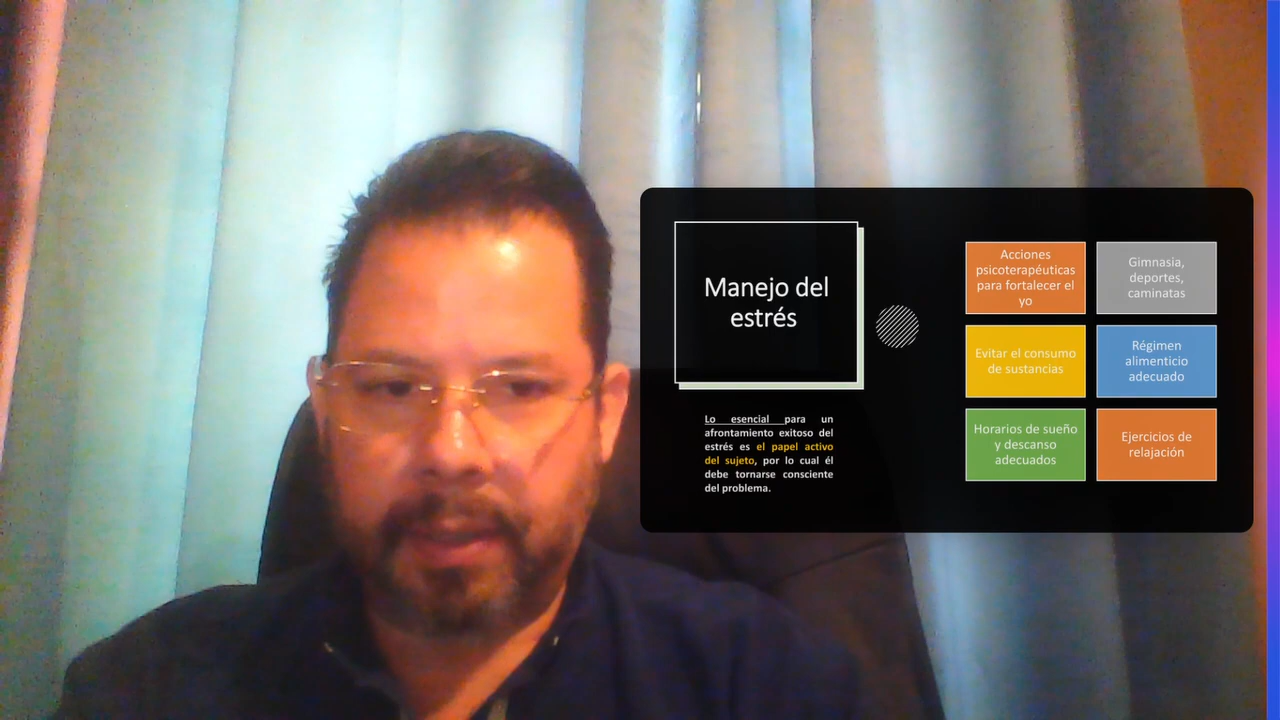 Manejo del
estrés
Lo esencial para un
afrontamiento exitoso del
estrés es el papel activo
del sujeto, por lo cual él
debe tornarse consciente
del problema.
Acciones
psicoterapéuticas
para fortalecer el
yo
Gimnasia,
deportes,
caminatas
Evitar el consumo
de sustancias
Régimen
alimenticio
adecuado
Horarios de sueño
y descanso
adecuados
Ejercicios de
relajación